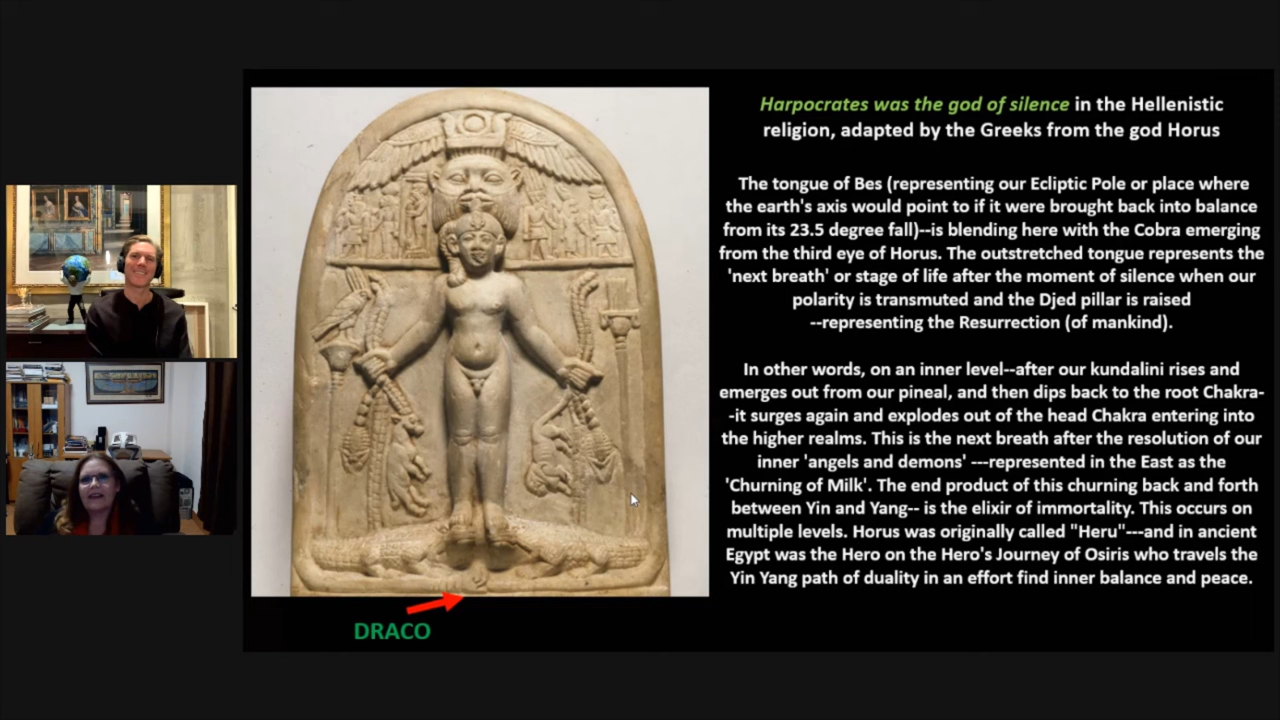 Harpocrates was the god of silence in the Hellenistic
religion, adapted by the Greeks from the god Horus
The tongue of Bes (representing our Ecliptic Pole or place where
the earth's axis would point to if it were brought back into balance
from its 23.5 degree fall)--is blending here with the Cobra emerging
from the third eye of Horus. The outstretched tongue represents the
'next breath' or stage of life after the moment of silence when our
polarity is transmuted and the Djed pillar is raised
--representing the Resurrection (of mankind).
In other words, on an inner level--after our kundalini rises and
emerges out from our pineal, and then dips back to the root Chakra-
-it surges again and explodes out of the head Chakra entering into
the higher realms. This is the next breath after the resolution of our
inner 'angels and demons' ---represented in the East as the
'Churning of Milk'. The end product of this churning back and forth
between Yin and Yang-- is the elixir of immortality. This occurs on
multiple levels. Horus was originally called "Heru"---and in ancient
Egypt was the Hero on the Hero's Journey of Osiris who travels the
Yin Yang path of duality in an effort find inner balance and peace.
DRACO